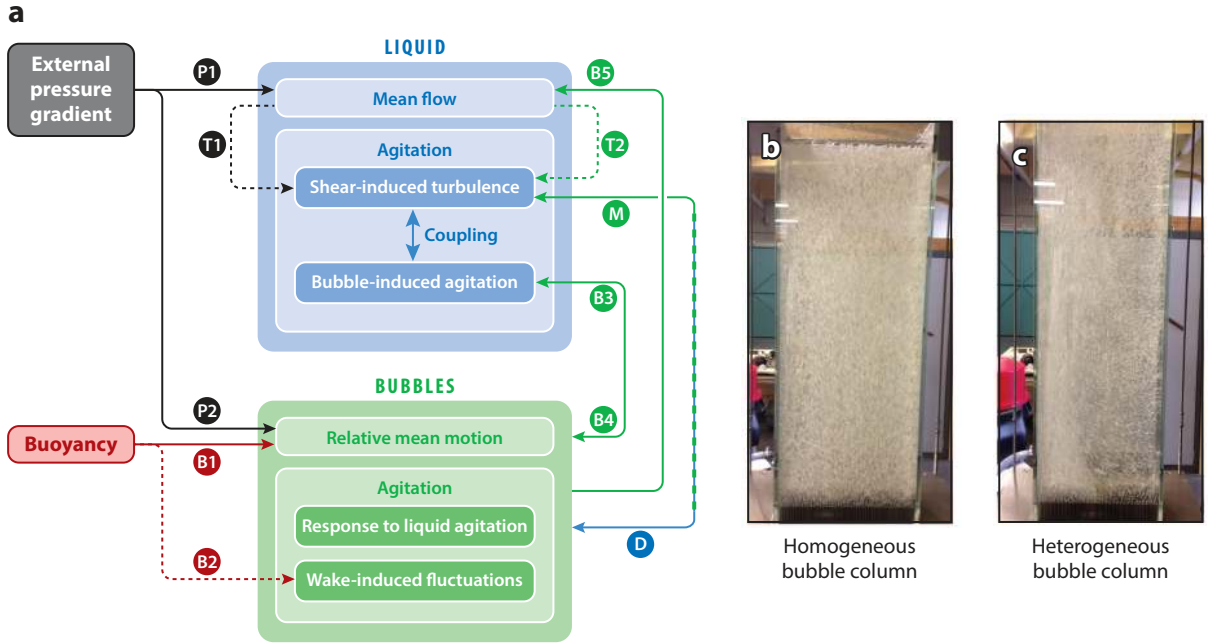 a
LIQUID
External
pressure
gradient
P1
B5
Mean flow
T1
T2
Agitation
Shear-induced turbulence
M
Coupling
Bubble-induced agitation
B3
BUBBLES
P2
B4
Buoyancy
Relative mean motion
B1
Agitation
Response to liquid agitation
D
B2
Wake-induced fluctuations
b
Homogeneous
bubble column
c
Heterogeneous
bubble column